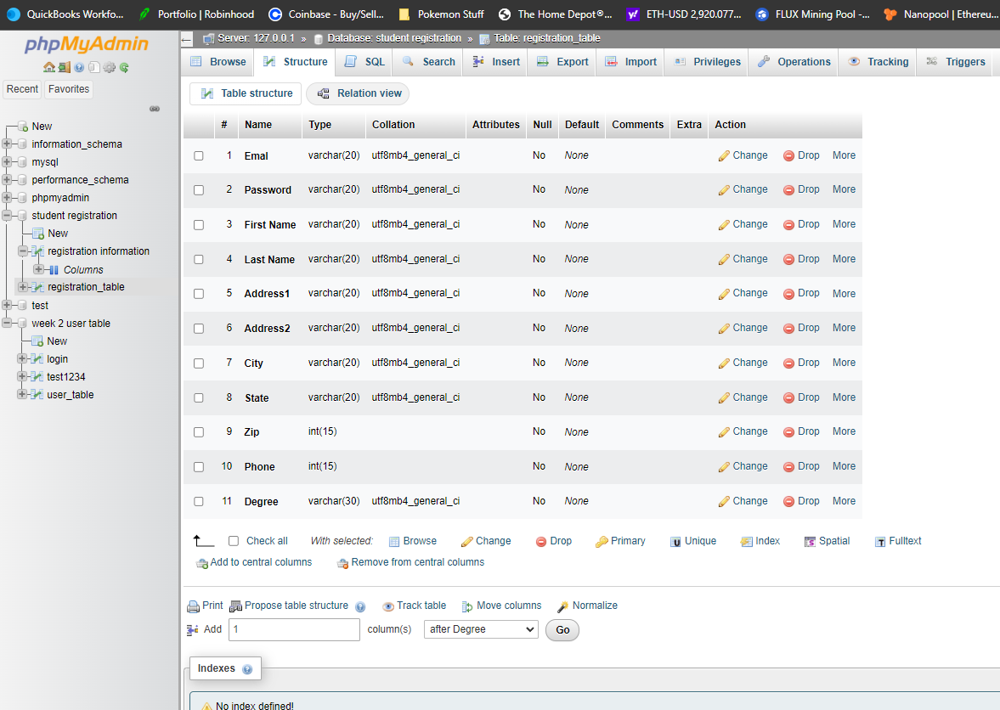 QuickBooks Workfo... Portfolio | Robinhood Coinbase - Buy/Sell... Pokemon Stuff The Home Depot®... ETH-USD 2,920.077... FLUX Mining Pool -... Nanopool | Ethereu...
phpMyAdmin
Recent Favorites
New
information_schema
mysql
performance_schema
phpmyadmin
student registration
New
registration information
Columns
registration_table
test
week 2 user table
New
login
test1234
user_table
Server: 127.0.0.1 » Database: student registration » Table: registration_table
Browse Structure SQL Search Insert Export Import Privileges Operations Tracking Triggers
Table structure Relation view
# Name Type Collation Attributes Null Default Comments Extra Action
1 Emal varchar(20) utf8mb4_general_ci No None Change Drop More
2 Password varchar(20) utf8mb4_general_ci No None Change Drop More
3 First Name varchar(20) utf8mb4_general_ci No None Change Drop More
4 Last Name varchar(20) utf8mb4_general_ci No None Change Drop More
5 Address1 varchar(20) utf8mb4_general_ci No None Change Drop More
6 Address2 varchar(20) utf8mb4_general_ci No None Change Drop More
7 City varchar(20) utf8mb4_general_ci No None Change Drop More
8 State varchar(20) utf8mb4_general_ci No None Change Drop More
9 Zip int(15) No None Change Drop More
10 Phone int(15) No None Change Drop More
11 Degree varchar(30) utf8mb4_general_ci No None Change Drop More
Check all With selected: Browse Change Drop Primary Unique Index Spatial Fulltext
Add to central columns Remove from central columns
Print Propose table structure Track table Move columns Normalize
Add 1 column(s) after Degree Go
Indexes
No index defined!